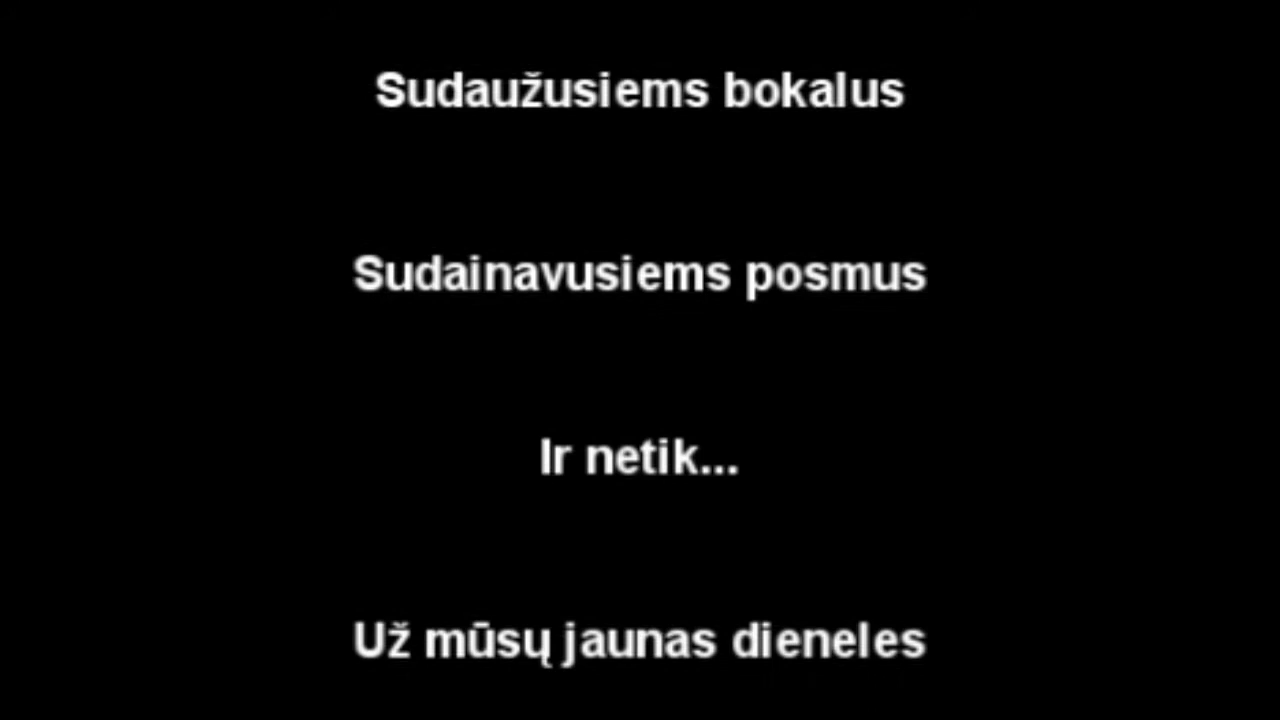 Sudaužusiems bokalus
Sudainavusiems posmus
Ir netik...
Už mūsų jaunas dieneles